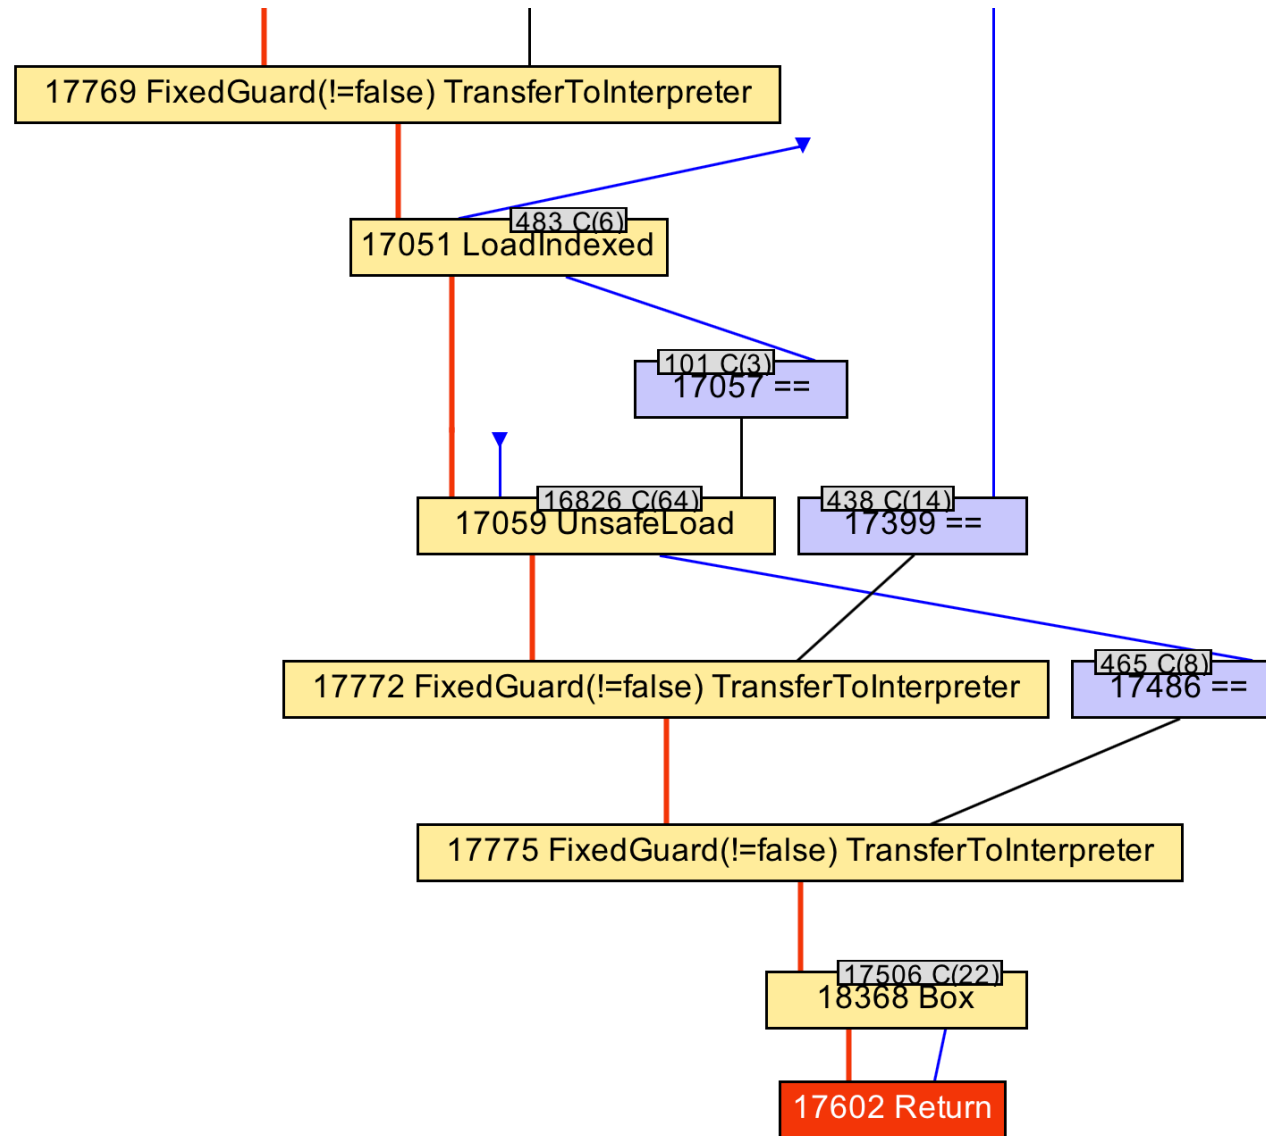 17769 FixedGuard(!=false) TransferToInterpreter
483 C(6)
17051 LoadIndexed
101 C(3)
17057 ==
16826 C(64)
17059 UnsafeLoad
438 C(14)
17399 ==
17772 FixedGuard(!=false) TransferToInterpreter
465 C(8)
17486 ==
17775 FixedGuard(!=false) TransferToInterpreter
17506 C(22)
18368 Box
17602 Return